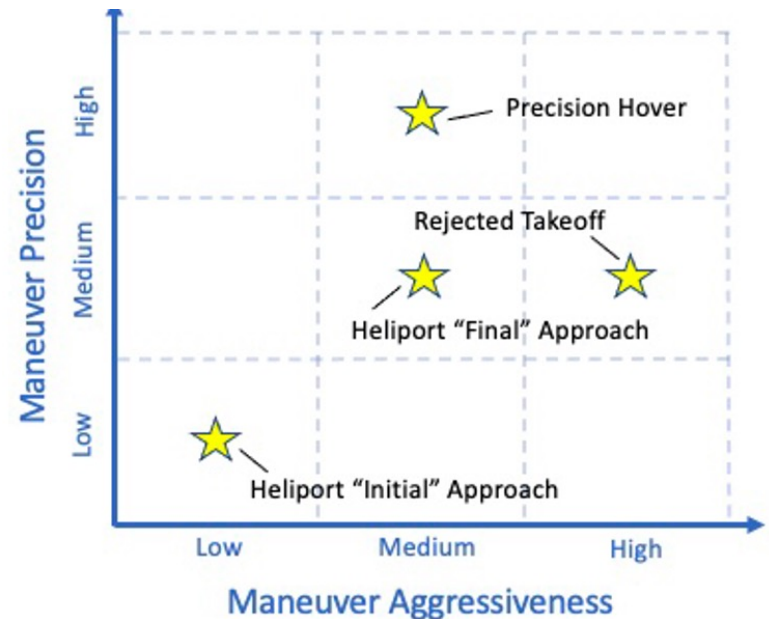 Maneuver Precision
High
Medium
Low
Precision Hover
Rejected Takeoff
Heliport “Final” Approach
Heliport “Initial” Approach
Low
Medium
High
Maneuver Aggressiveness